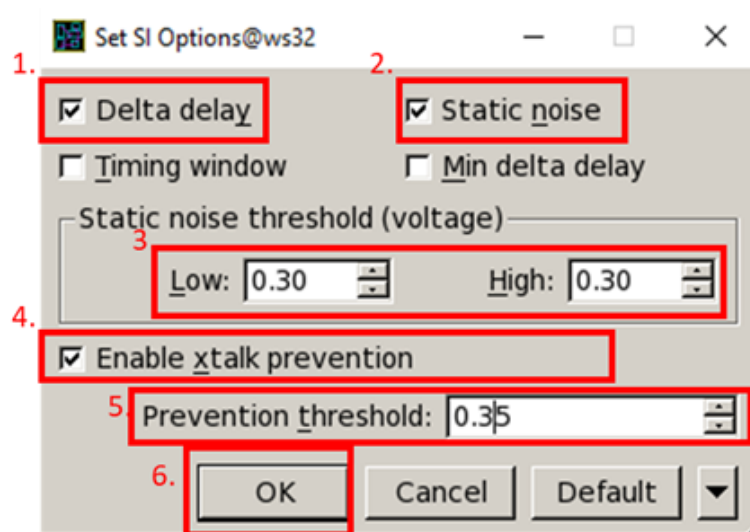 Set SI Options@ws32
1. 2.
Delta delay Static noise
Timing window Min delta delay
Static noise threshold (voltage)
3
Low: 0.30 High: 0.30
4.
Enable xtalk prevention
5. Prevention threshold: 0.35
6. OK Cancel Default